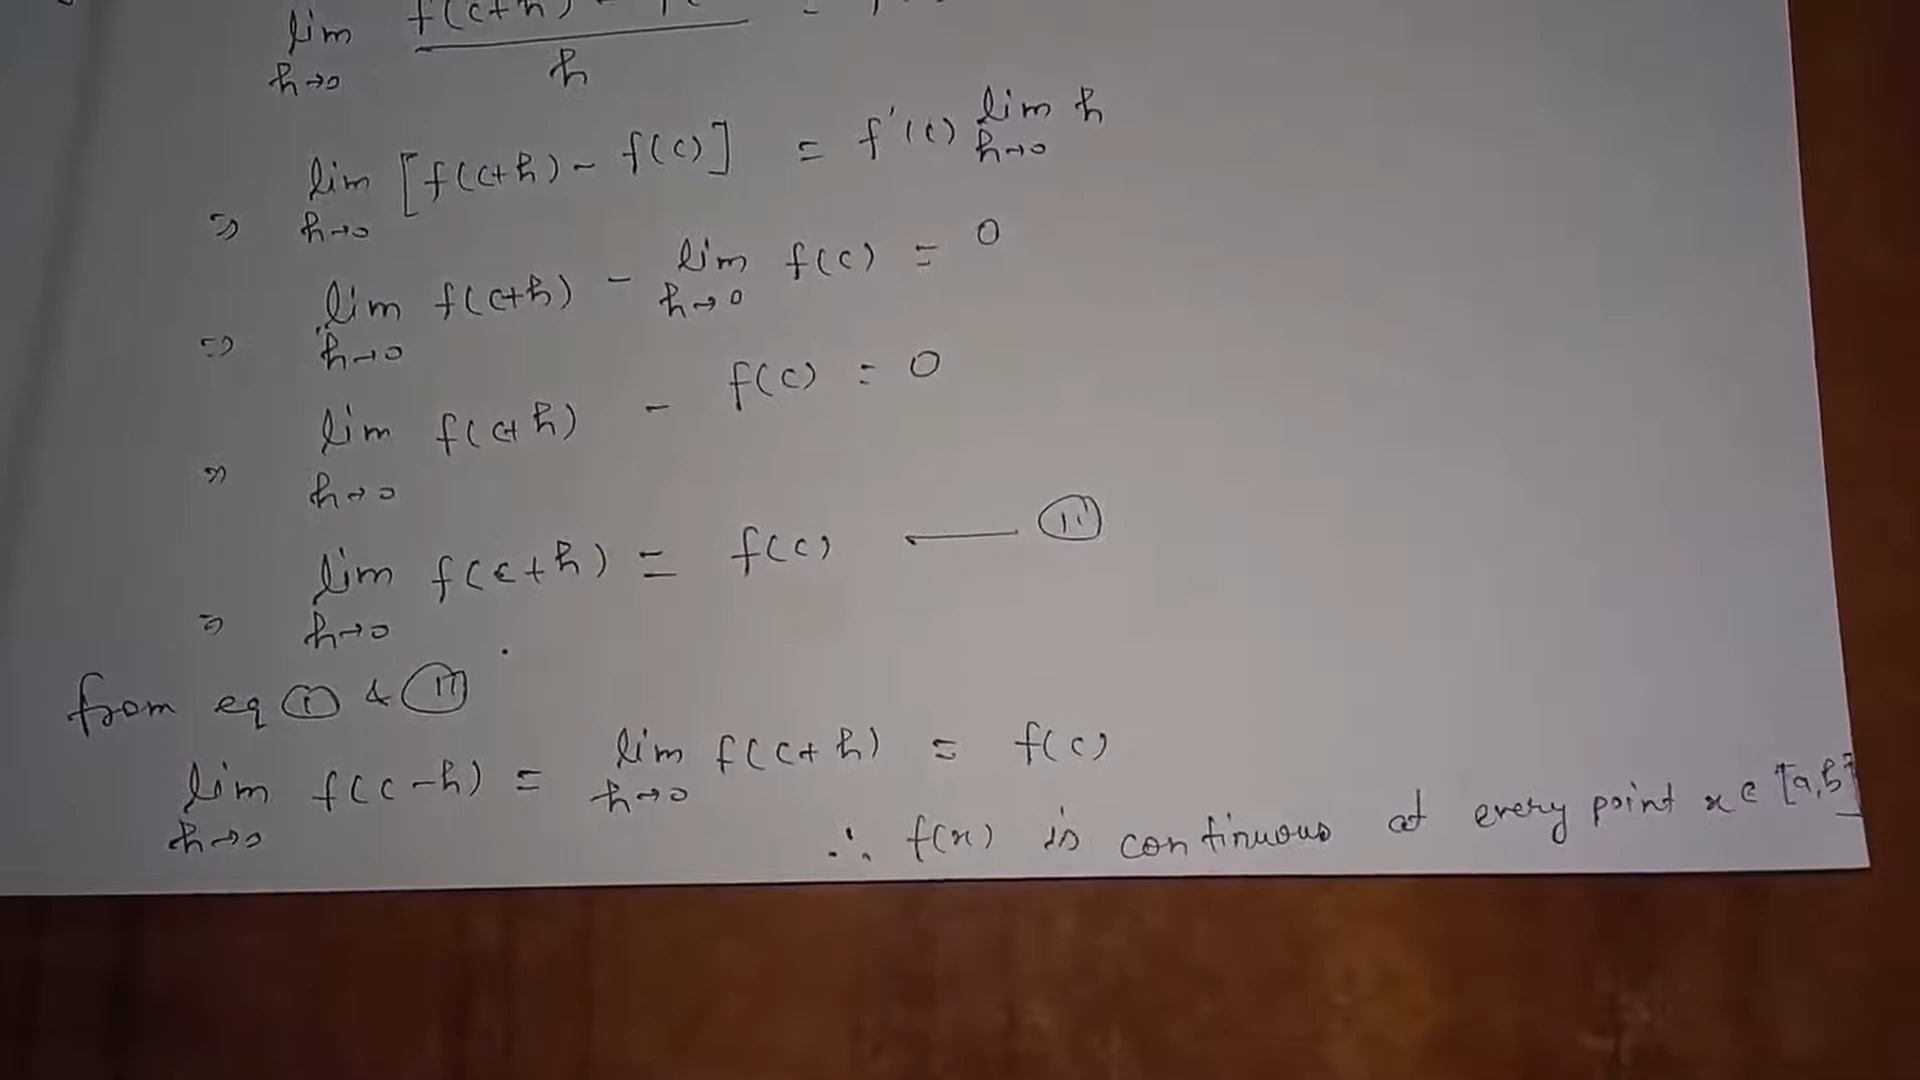 lim f(c+h)
h→0 h
⇒ lim [f(c+h) - f(c)] = f'(c) lim h
h→0 h→0
⇒ lim f(c+h) - lim f(c) = 0
h→0 h→0
⇒ lim f(c+h) - f(c) = 0
h→0
⇒ lim f(c+h) = f(c) — (ii)
h→0
from eq (i) & (ii)
lim f(c-h) = lim f(c+h) = f(c)
h→0 h→0
∴ f(x) is continuous at every point x ∈ [a,b]